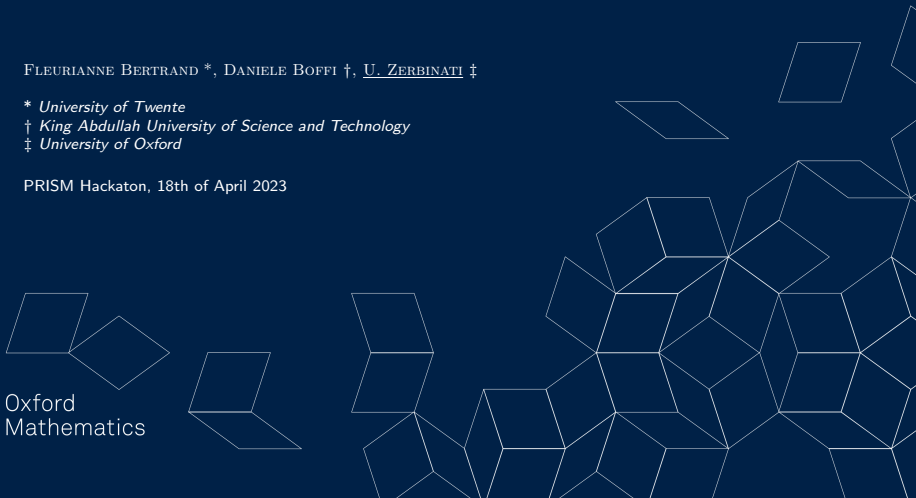 Fleurianne Bertrand *, Daniele Boffi †, U. Zerbinati ‡
* University of Twente
† King Abdullah University of Science and Technology
‡ University of Oxford
PRISM Hackaton, 18th of April 2023
Oxford
Mathematics